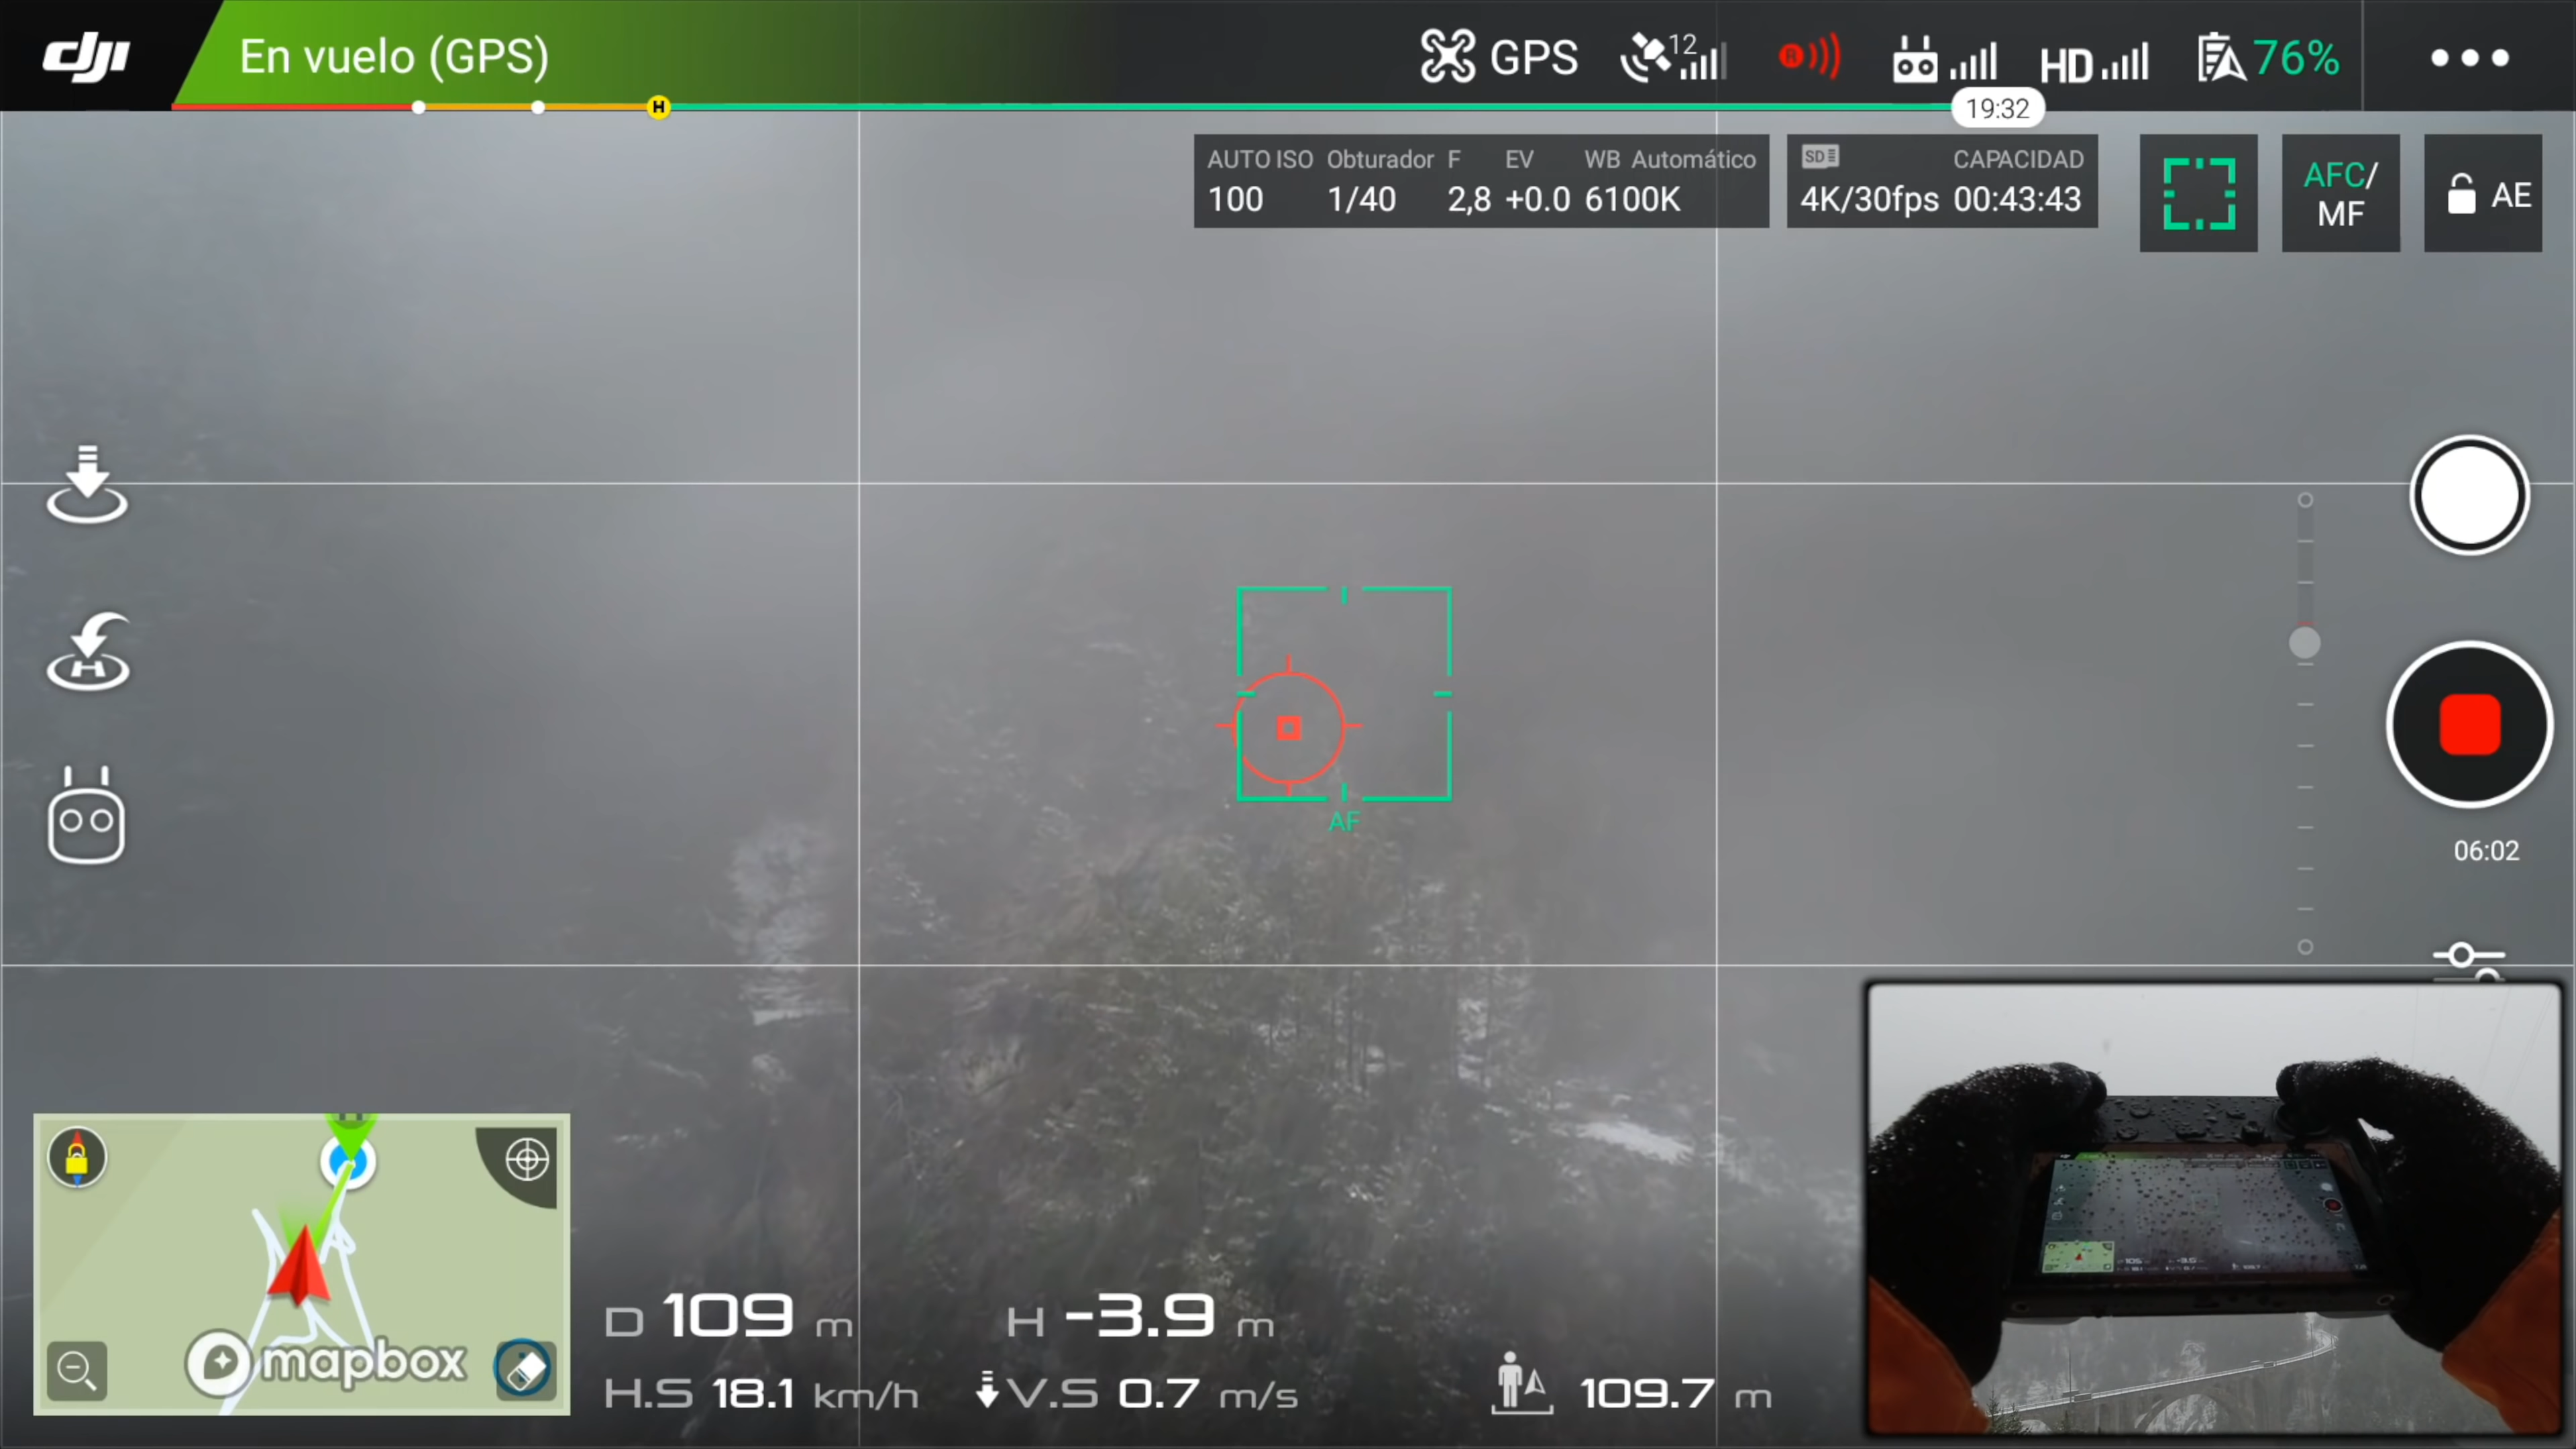 dji
En vuelo (GPS)
GPS
12
R
HD
76%
H
19:32
AUTO ISO Obturador F EV WB Automático
100 1/40 2,8 +0.0 6100K
SD CAPACIDAD
4K/30fps 00:43:43
AFC/
MF
AE
H
AF
06:02
mapbox
D 109 m H -3.9 m
H.S 18.1 km/h V.S 0.7 m/s 109.7 m